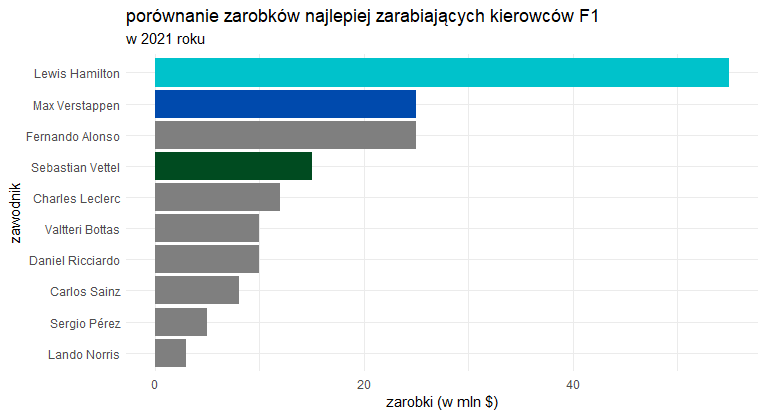 porównanie zarobków najlepiej zarabiających kierowców F1
w 2021 roku
zawodnik
Lewis Hamilton
Max Verstappen
Fernando Alonso
Sebastian Vettel
Charles Leclerc
Valtteri Bottas
Daniel Ricciardo
Carlos Sainz
Sergio Pérez
Lando Norris
0 20 40
zarobki (w mln $)